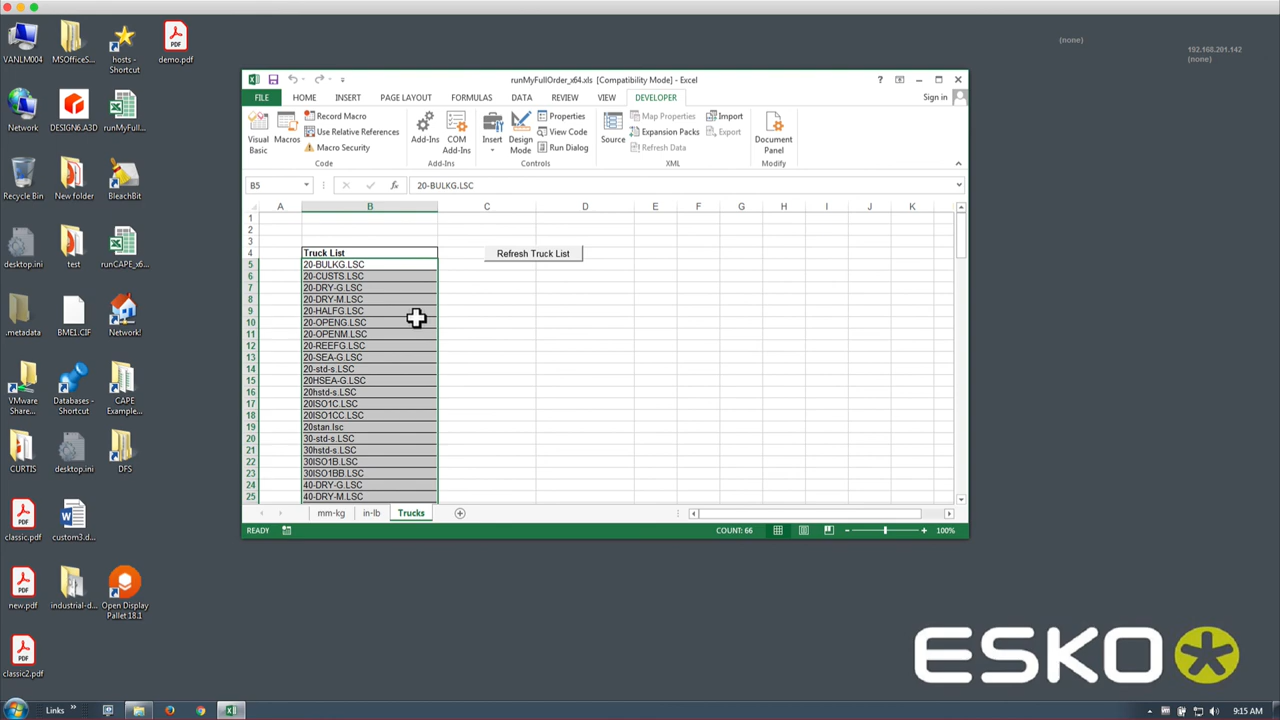 (none)
192.168.201.142
(none)
VANLM004
MSOfficeS...
hosts -
Shortcut
demo.pdf
Network
DESIGN6.A3D
runMyFull...
Recycle Bin
New folder
BleachBit
desktop.ini
test
runCAPE_x6...
.metadata
BME1.CIF
Network!
VMware
Share...
Databases -
Shortcut
CAPE
Example...
CURTIS
desktop.ini
DFS
classic.pdf
custom3.d...
new.pdf
industrial-d...
Open Display
Pallet.18.1
classic2.pdf
runMyFullOrder_x64.xls [Compatibility Mode] - Excel
FILE HOME INSERT PAGE LAYOUT FORMULAS DATA REVIEW VIEW DEVELOPER Sign in
Visual
Basic
Macros
Record Macro
Use Relative References
Macro Security
Code
Add-Ins
COM
Add-Ins
Add-Ins
Insert
Design
Mode
Properties
View Code
Run Dialog
Controls
Source
Map Properties
Expansion Packs
Refresh Data
Import
Export
XML
Document
Panel
Modify
B5 fx 20-BULKG.LSC
A B C D E F G H I J K
1
2
3
4 Truck List Refresh Truck List
5 20-BULKG.LSC
6 20-CUSTS.LSC
7 20-DRY-G.LSC
8 20-DRY-M.LSC
9 20-HALFG.LSC
10 20-OPENG.LSC
11 20-OPENM.LSC
12 20-REEFG.LSC
13 20-SEA-G.LSC
14 20-std-s.LSC
15 20HSEA-G.LSC
16 20hstd-s.LSC
17 20ISO1C.LSC
18 20ISO1CC.LSC
19 20stan.lsc
20 30-std-s.LSC
21 30hstd-s.LSC
22 30ISO1B.LSC
23 30ISO1BB.LSC
24 40-DRY-G.LSC
25 40-DRY-M.LSC
mm-kg in-lb Trucks
READY COUNT: 66 100%
ESKO
Links » 9:15 AM